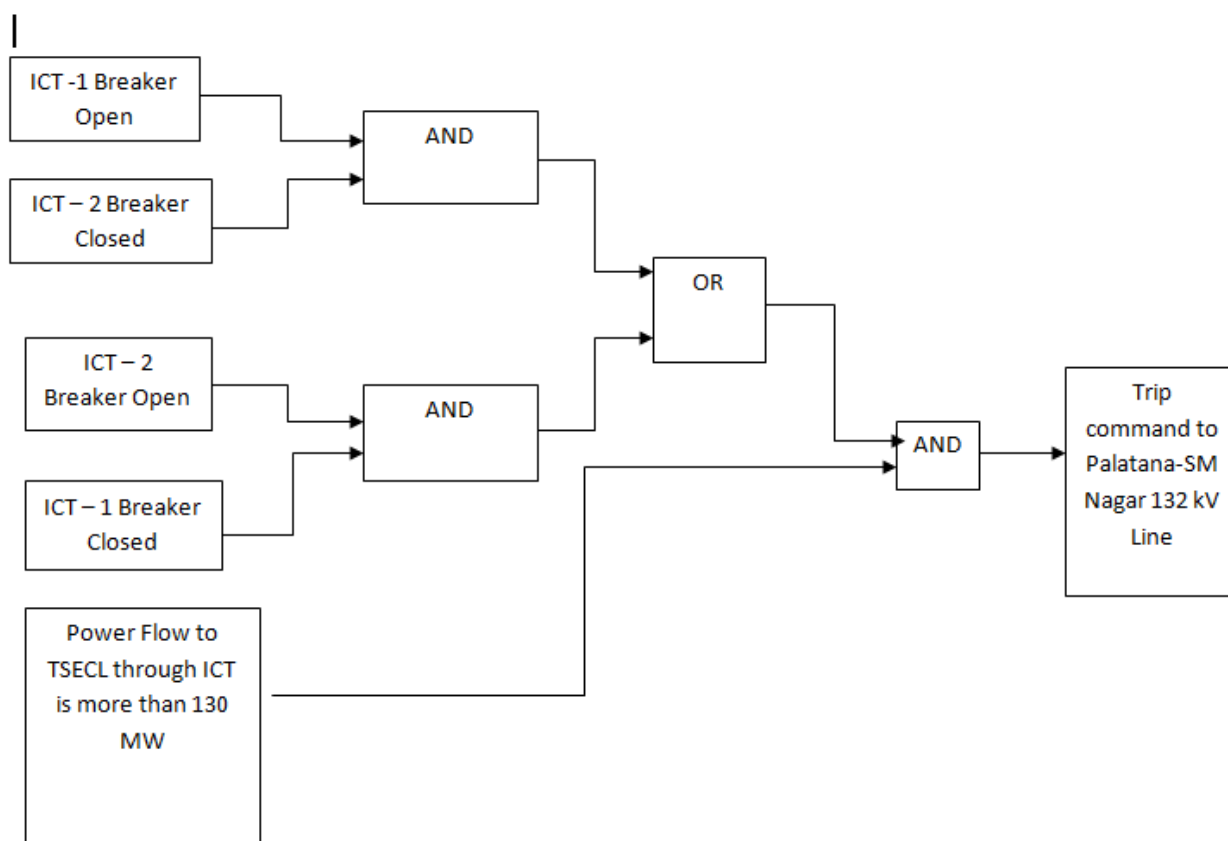 ICT -1 Breaker
Open
AND
ICT – 2 Breaker
Closed
OR
ICT – 2
Breaker Open
AND
Trip
command to
Palatana-SM
Nagar 132 kV
Line
AND
ICT – 1 Breaker
Closed
Power Flow to
TSECL through ICT
is more than 130
MW